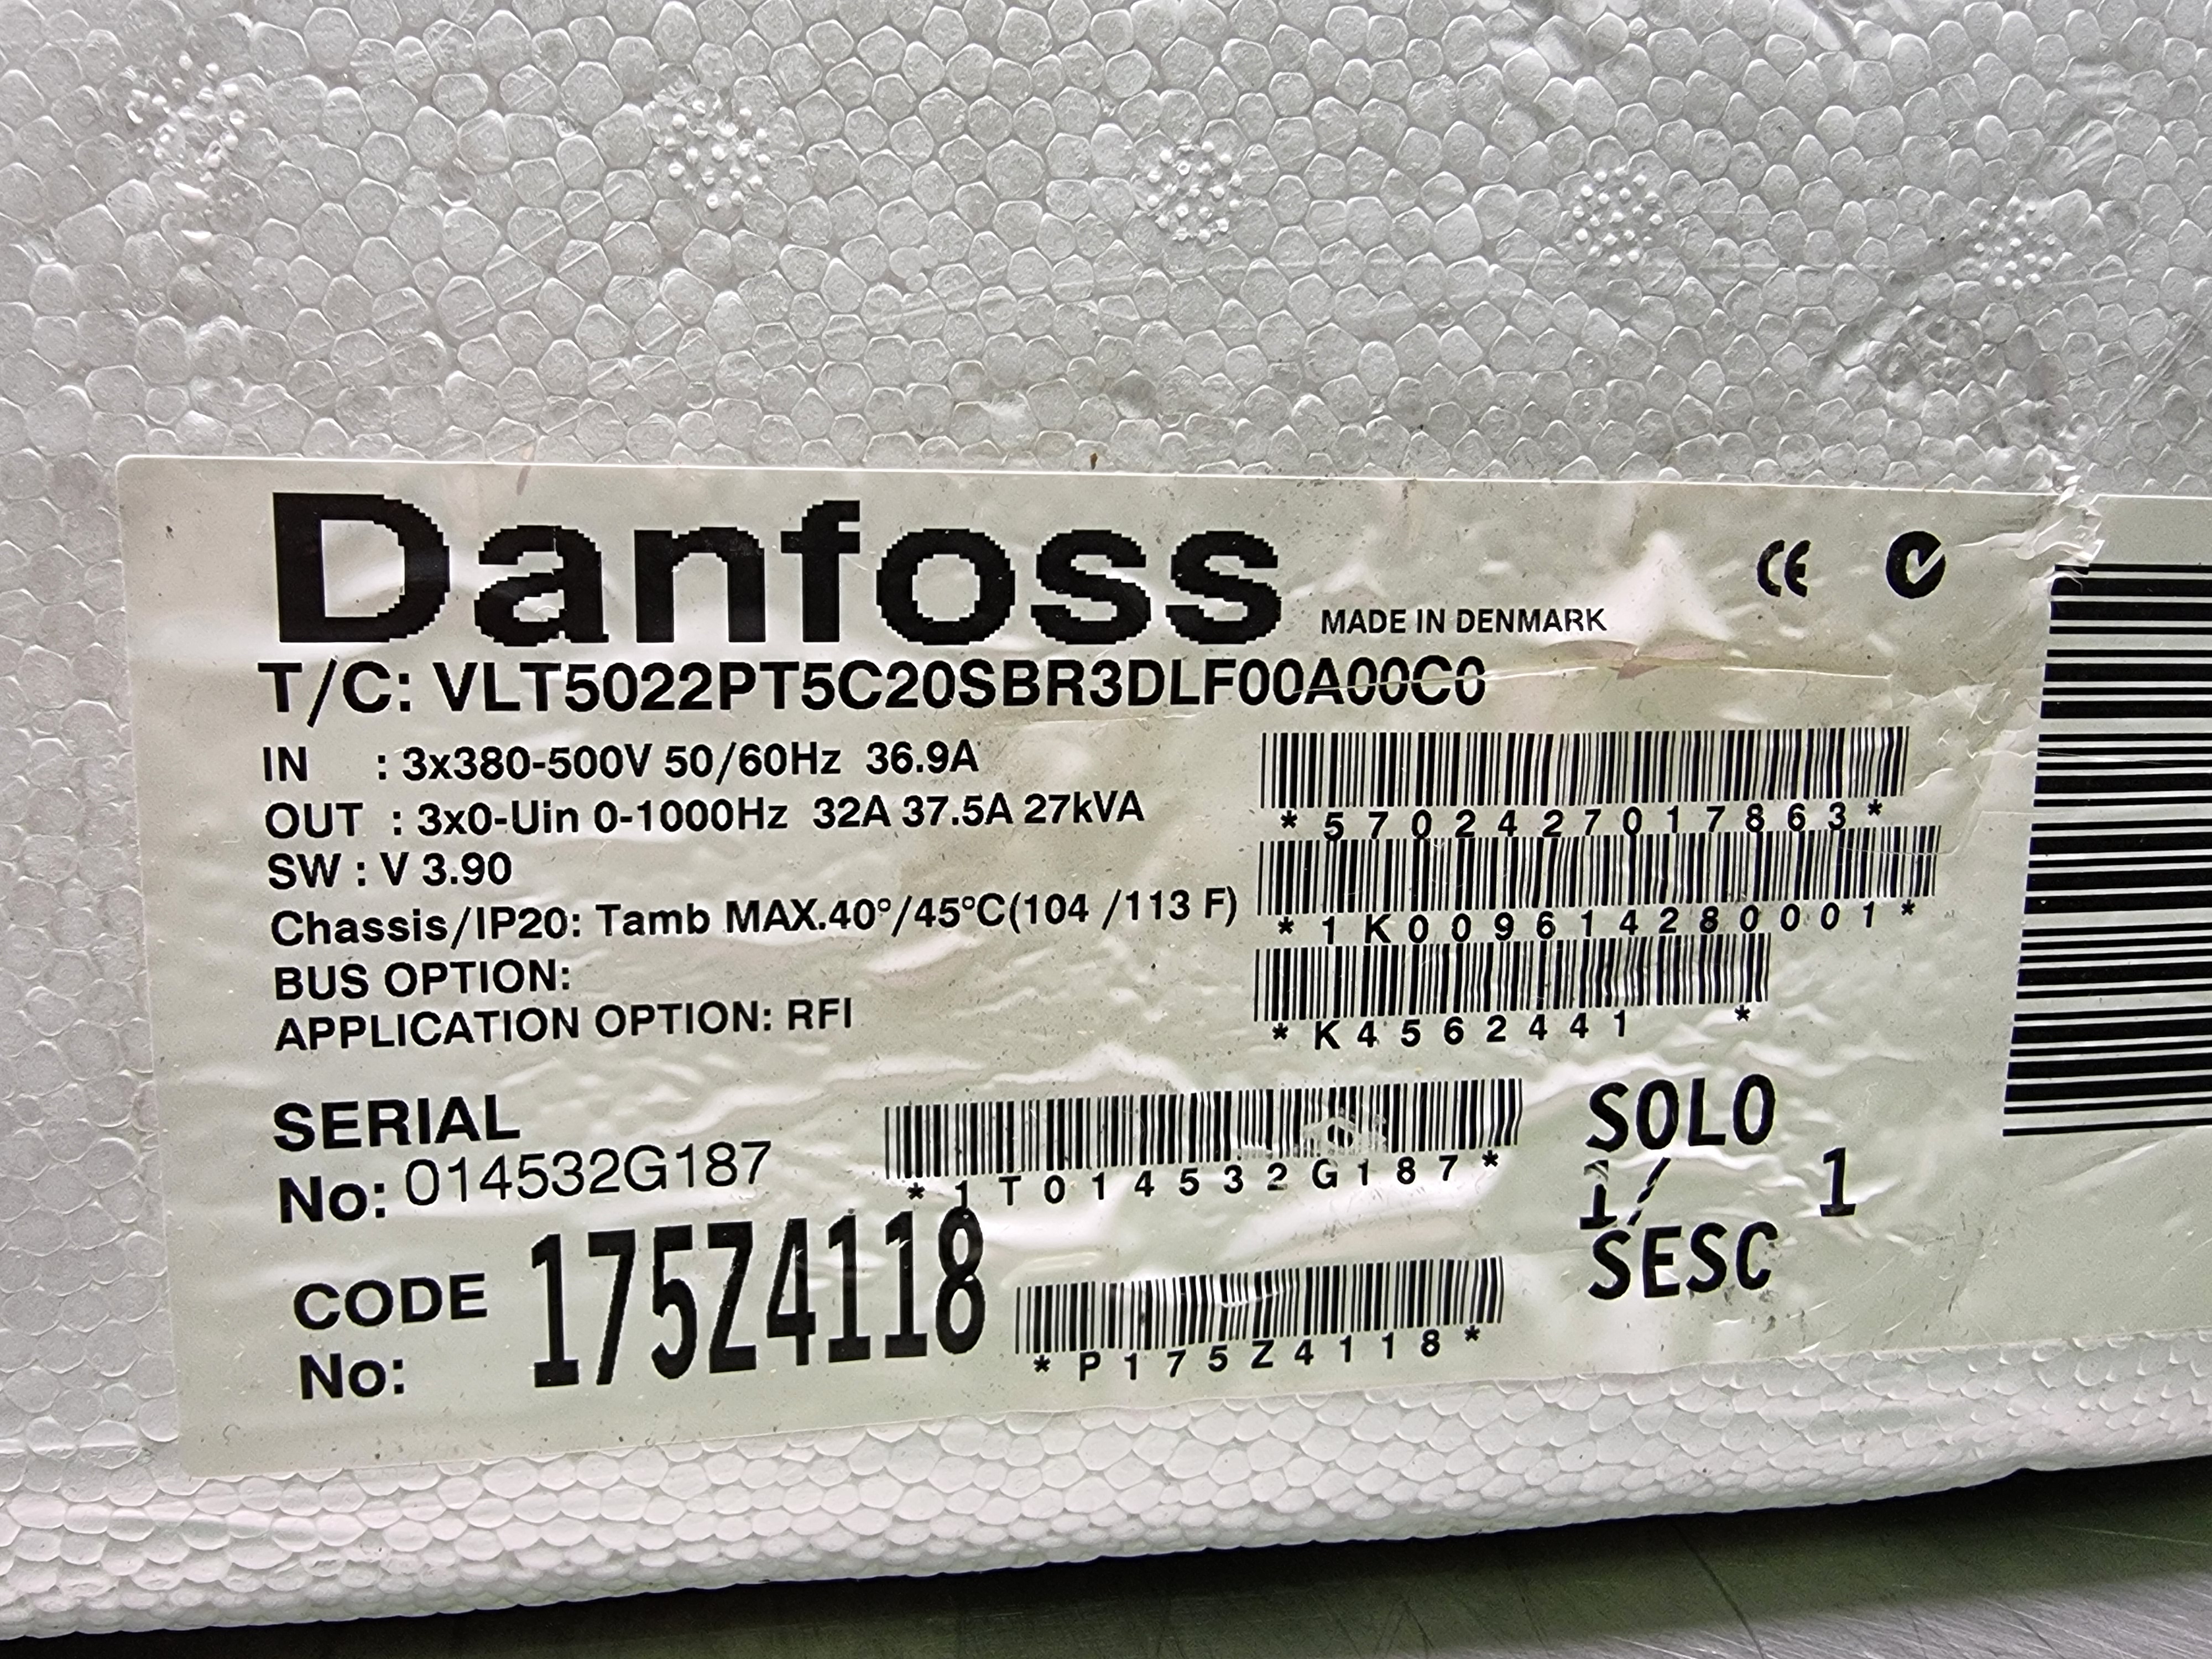 Danfoss MADE IN DENMARK CE
T/C: VLT5022PT5C20SBR3DLF00A00C0
IN : 3x380-500V 50/60Hz 36.9A
OUT : 3x0-Uin 0-1000Hz 32A 37.5A 27kVA
*5702427017863*
SW : V 3.90
Chassis/IP20: Tamb MAX.40°/45°C(104 /113 F)
*1K009614280001*
BUS OPTION:
APPLICATION OPTION: RFI
*K4562441 *
SERIAL
No: 014532G187
*1T014532G187*
SOLO
1/ 1
SESC
CODE
No: 175Z4118
*P175Z4118*